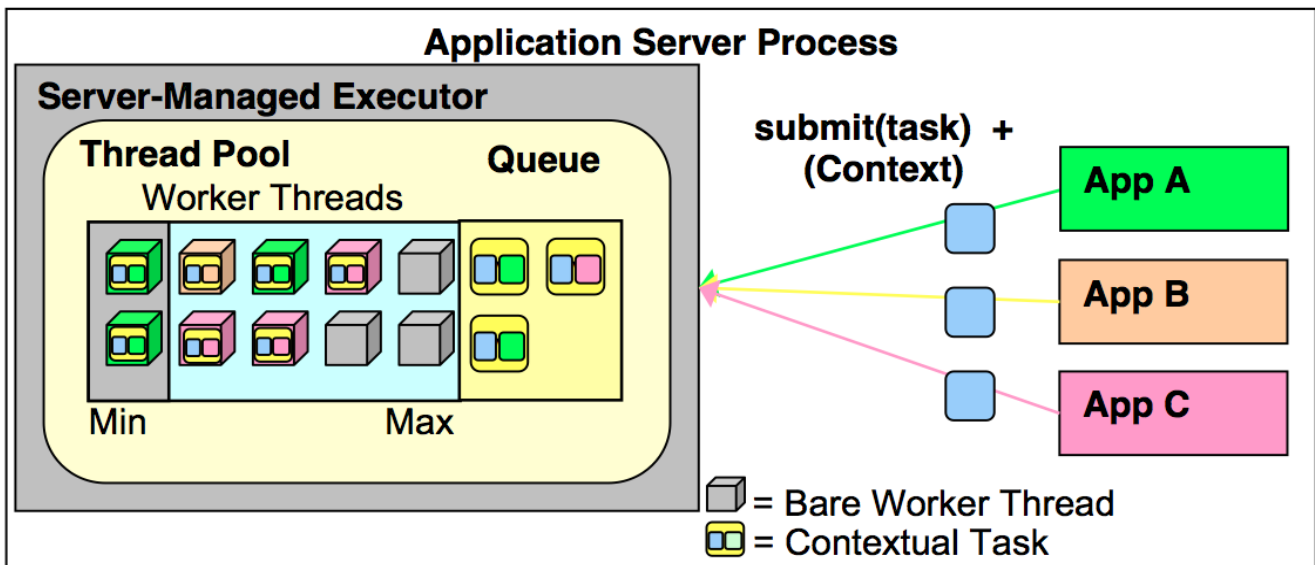 Application Server Process
Server-Managed Executor
Thread Pool
Queue
Worker Threads
Min
Max
submit(task) +
(Context)
App A
App B
App C
= Bare Worker Thread
= Contextual Task